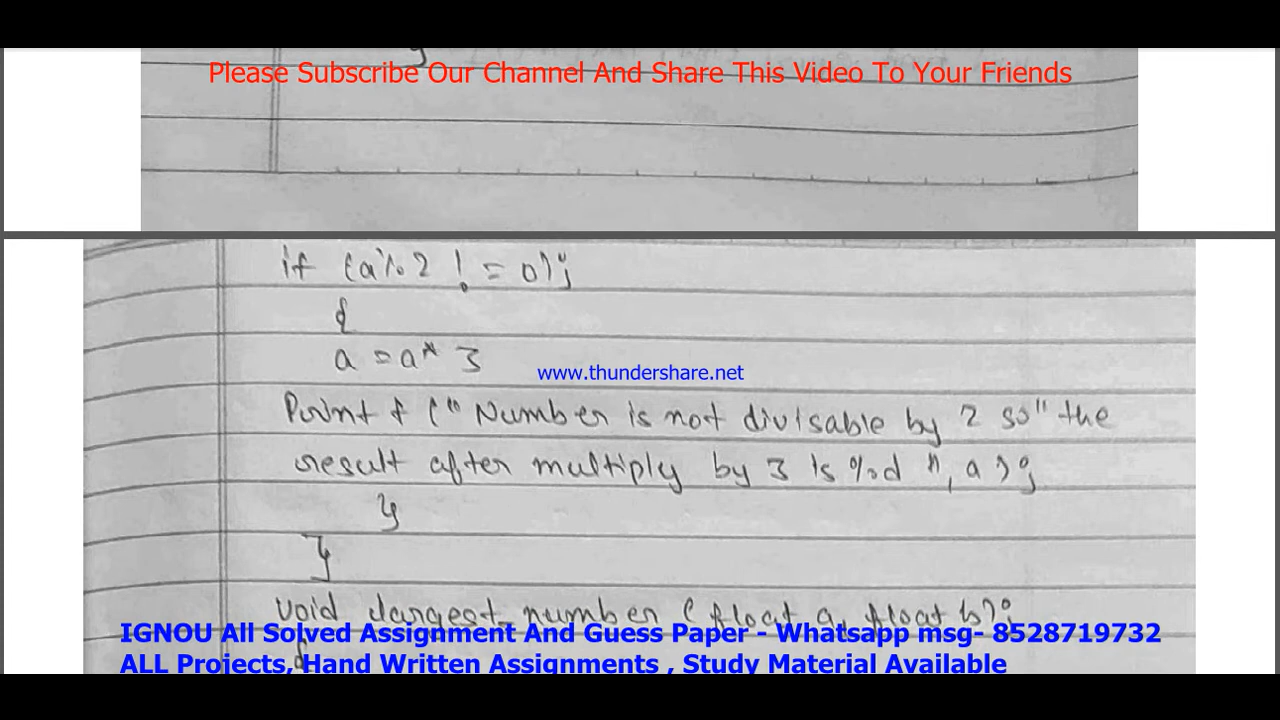 Please Subscribe Our Channel And Share This Video To Your Friends
if (a%2 != 0);
{
a = a* 3
www.thundershare.net
Print f (" Number is not divisable by 2 so" the
result after multiply by 3 is %d ", a);
}
}
void largest_number (float a, float b);
IGNOU All Solved Assignment And Guess Paper - Whatsapp msg- 8528719732
{
ALL Projects, Hand Written Assignments , Study Material Available